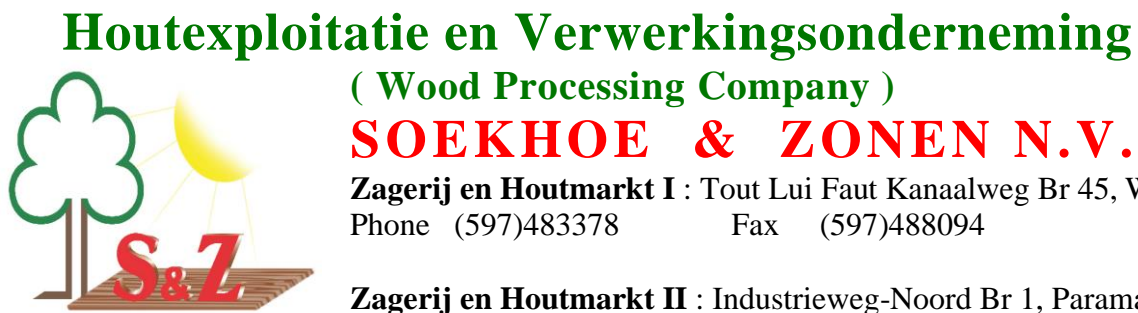 Houtexploitatie en Verwerkingsonderneming
( Wood Processing Company )
SOEKHOE & ZONEN N.V.
Zagerij en Houtmarkt I : Tout Lui Faut Kanaalweg Br 45,
Phone (597)483378 Fax (597)488094
S&Z
Zagerij en Houtmarkt II : Industrieweg-Noord Br 1,